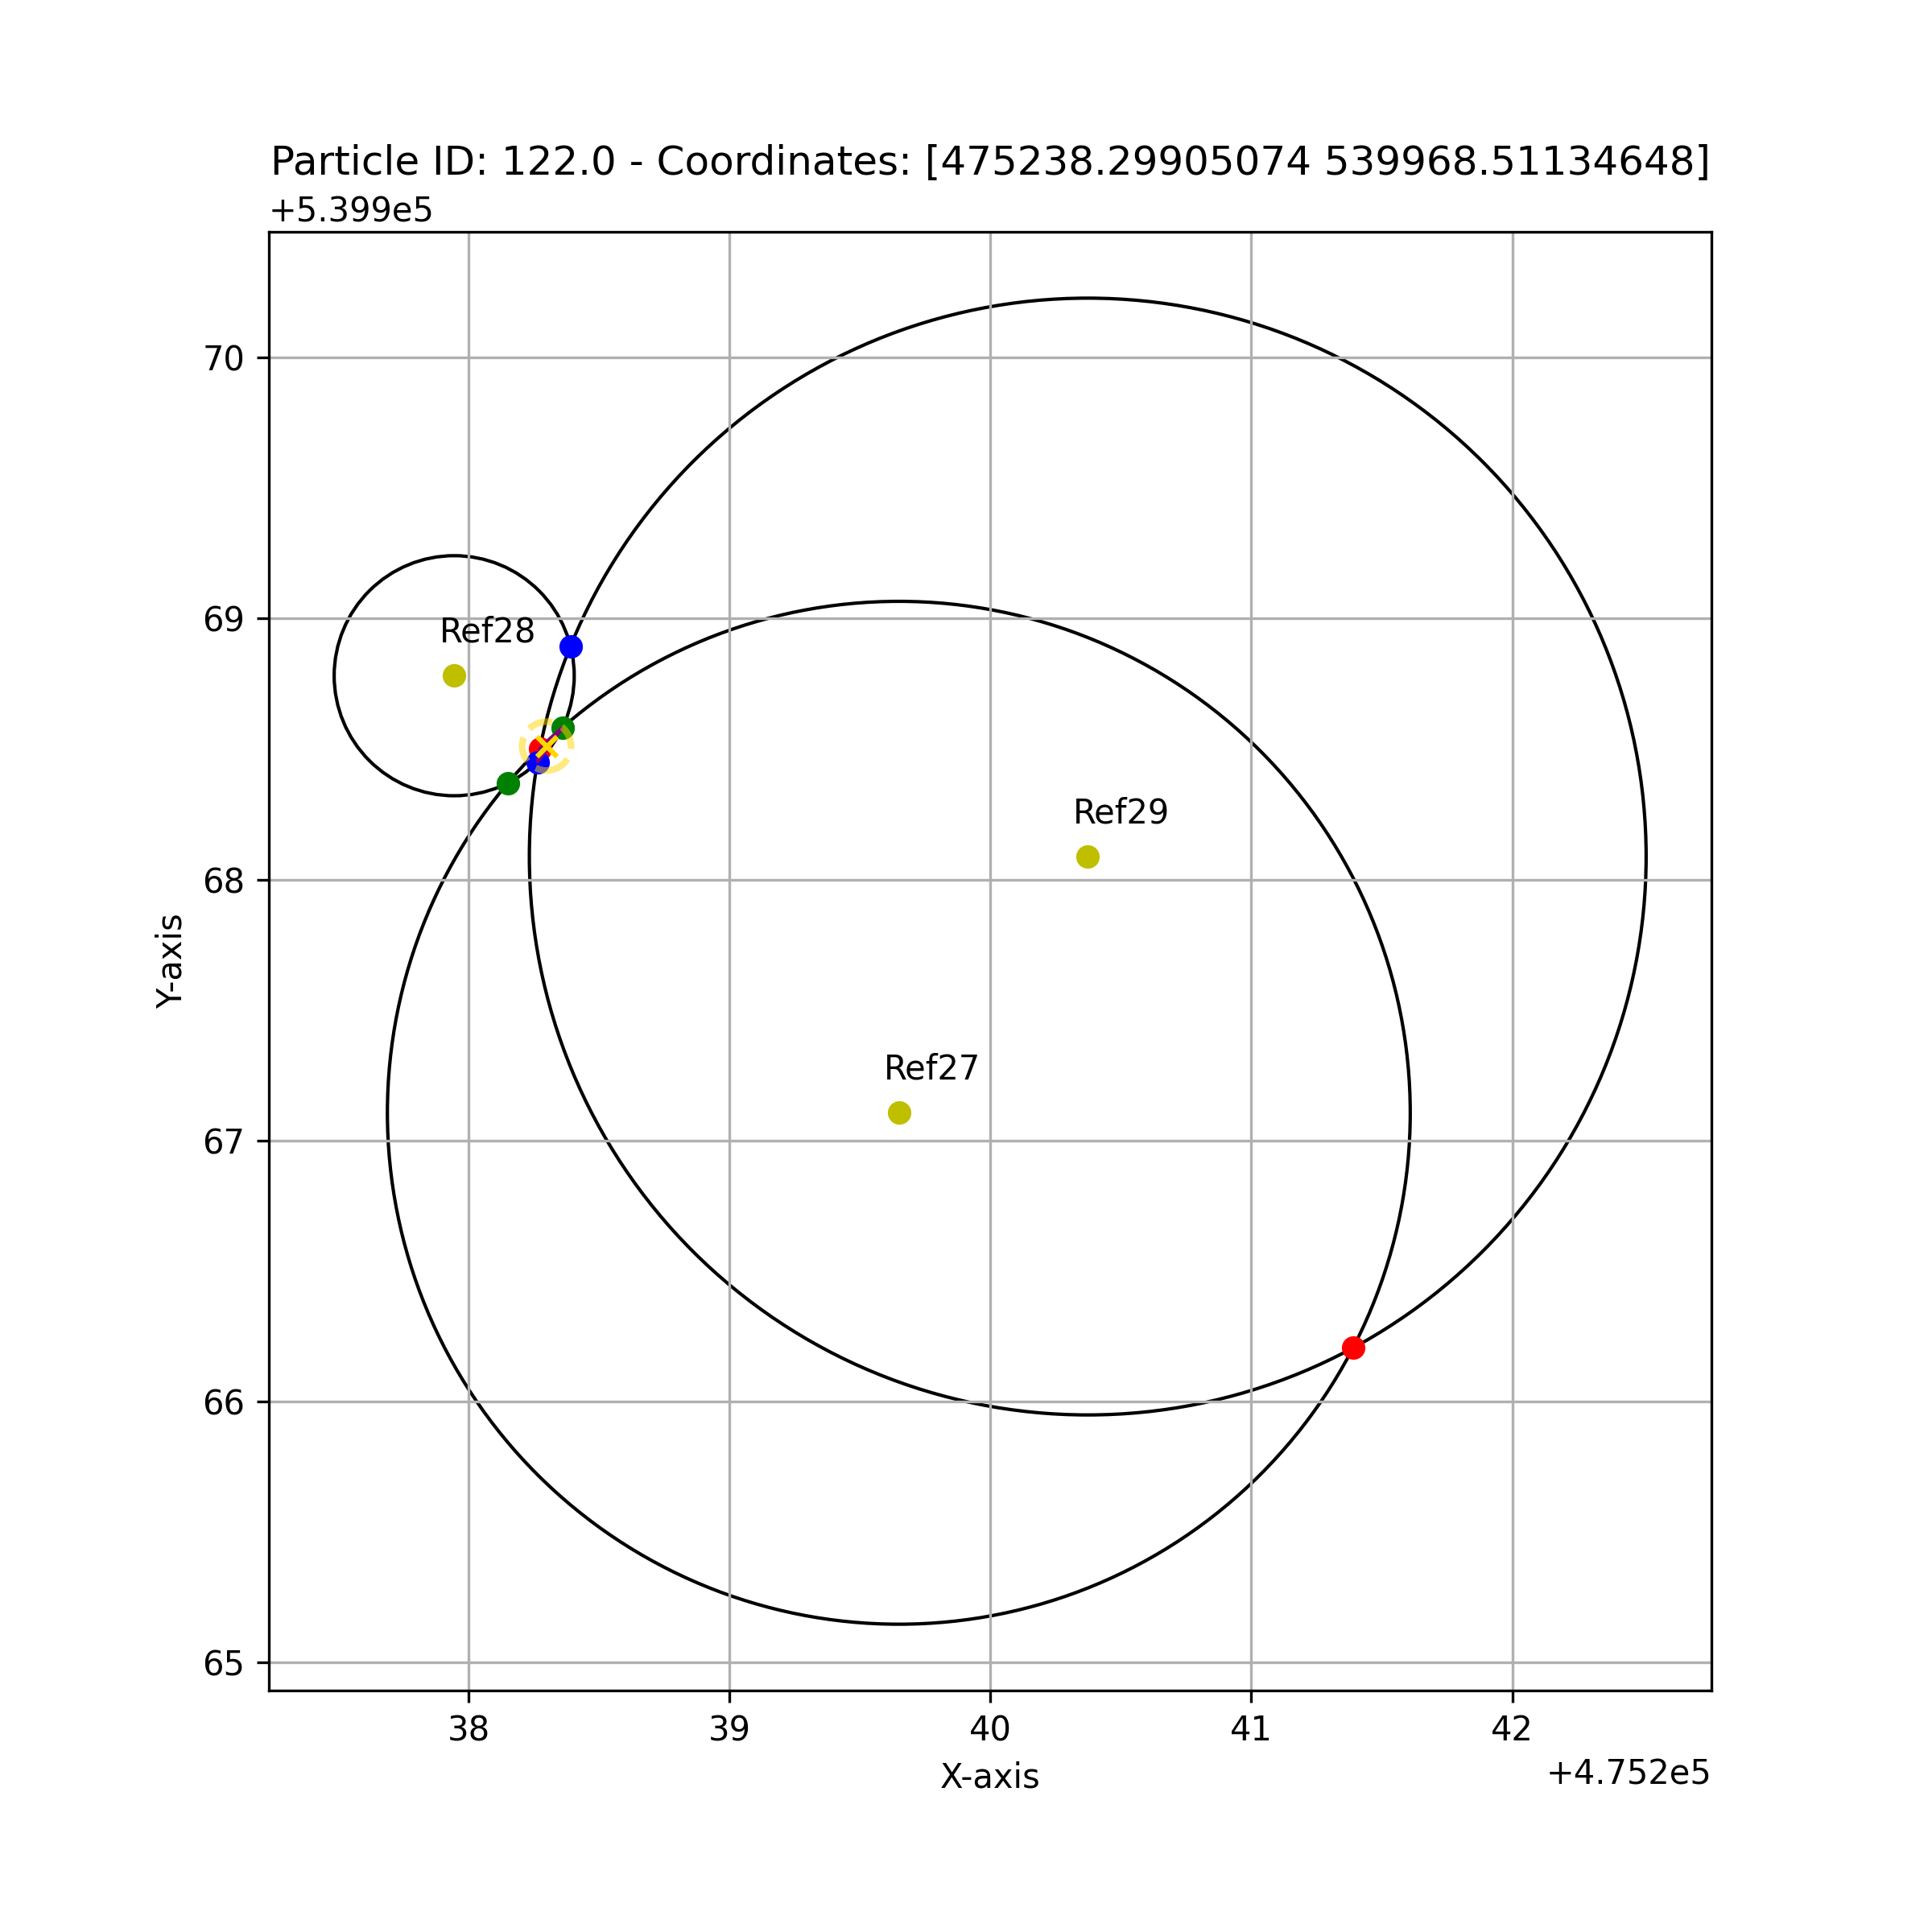 Particle ID: 122.0 - Coordinates: [475238.29905074 539968.51134648]
+5.399e5
70
69
68
67
66
65
Y-axis
Ref28
Ref29
Ref27
38 39 40 41 42
X-axis
+4.752e5